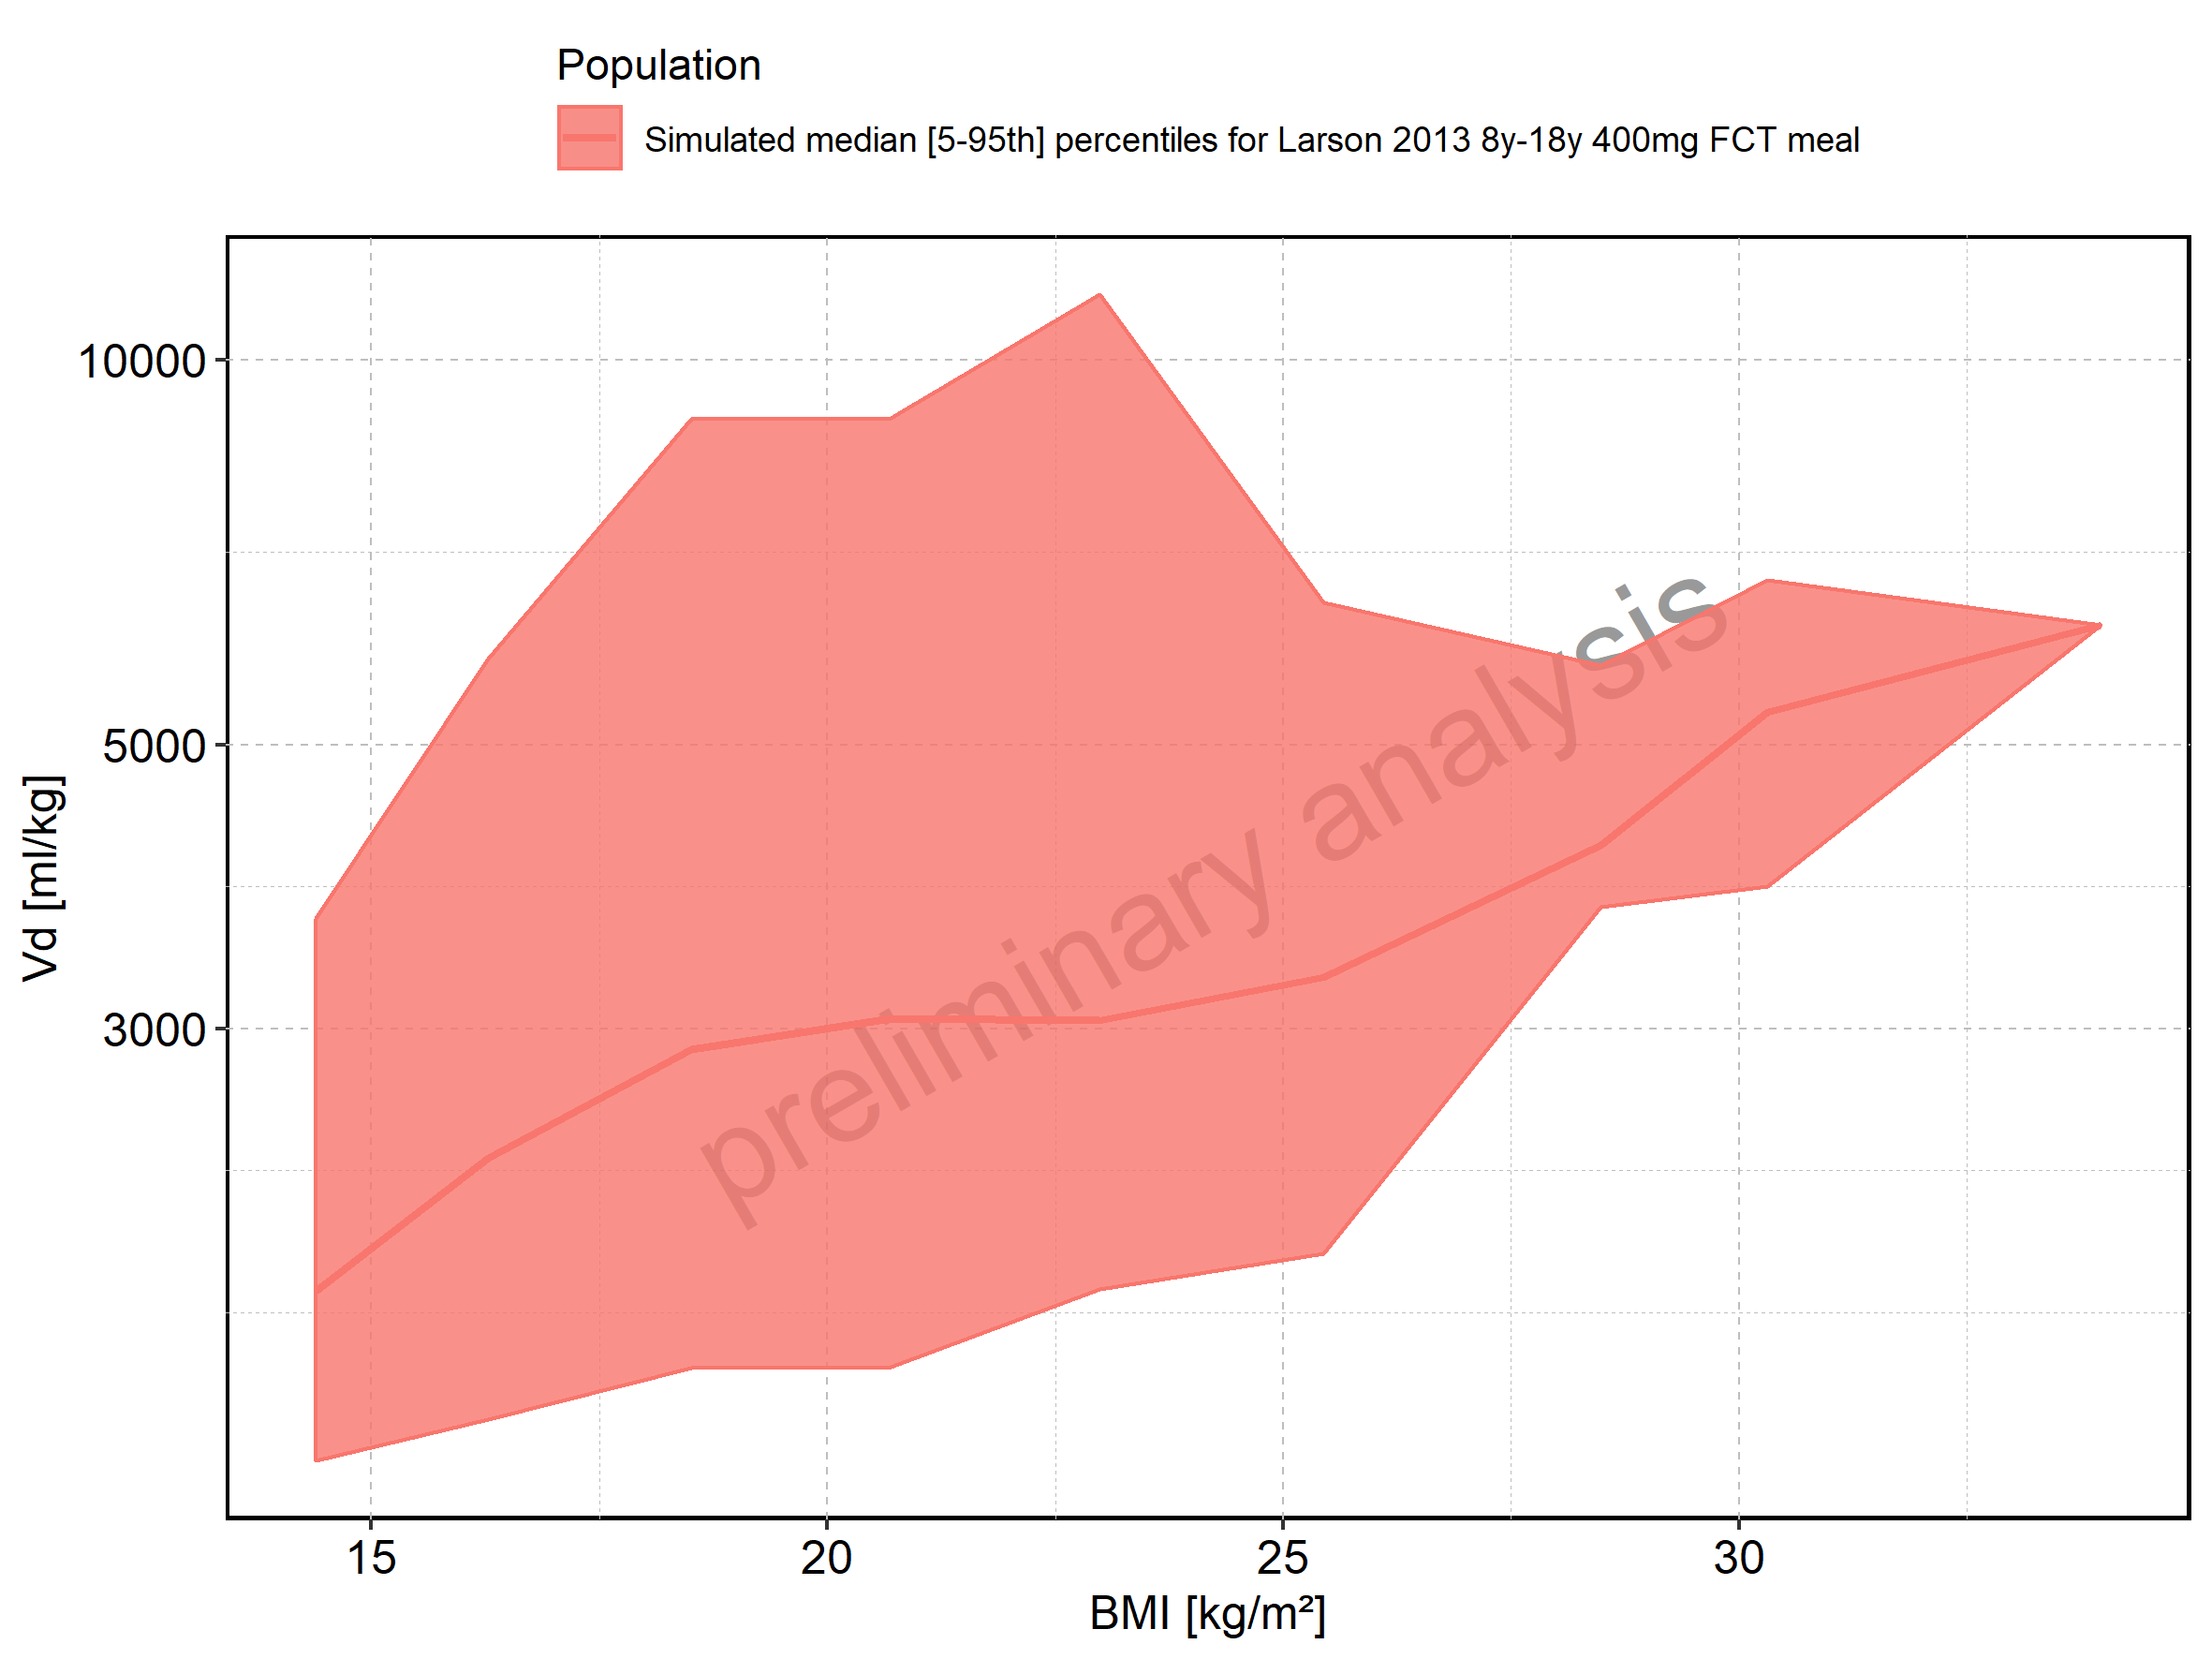 Population
Simulated median [5-95th] percentiles for Larson 2013 8y-18y 400mg FCT meal
10000
5000
3000
Vd [ml/kg]
preliminary analysis
15 20 25 30
BMI [kg/m²]